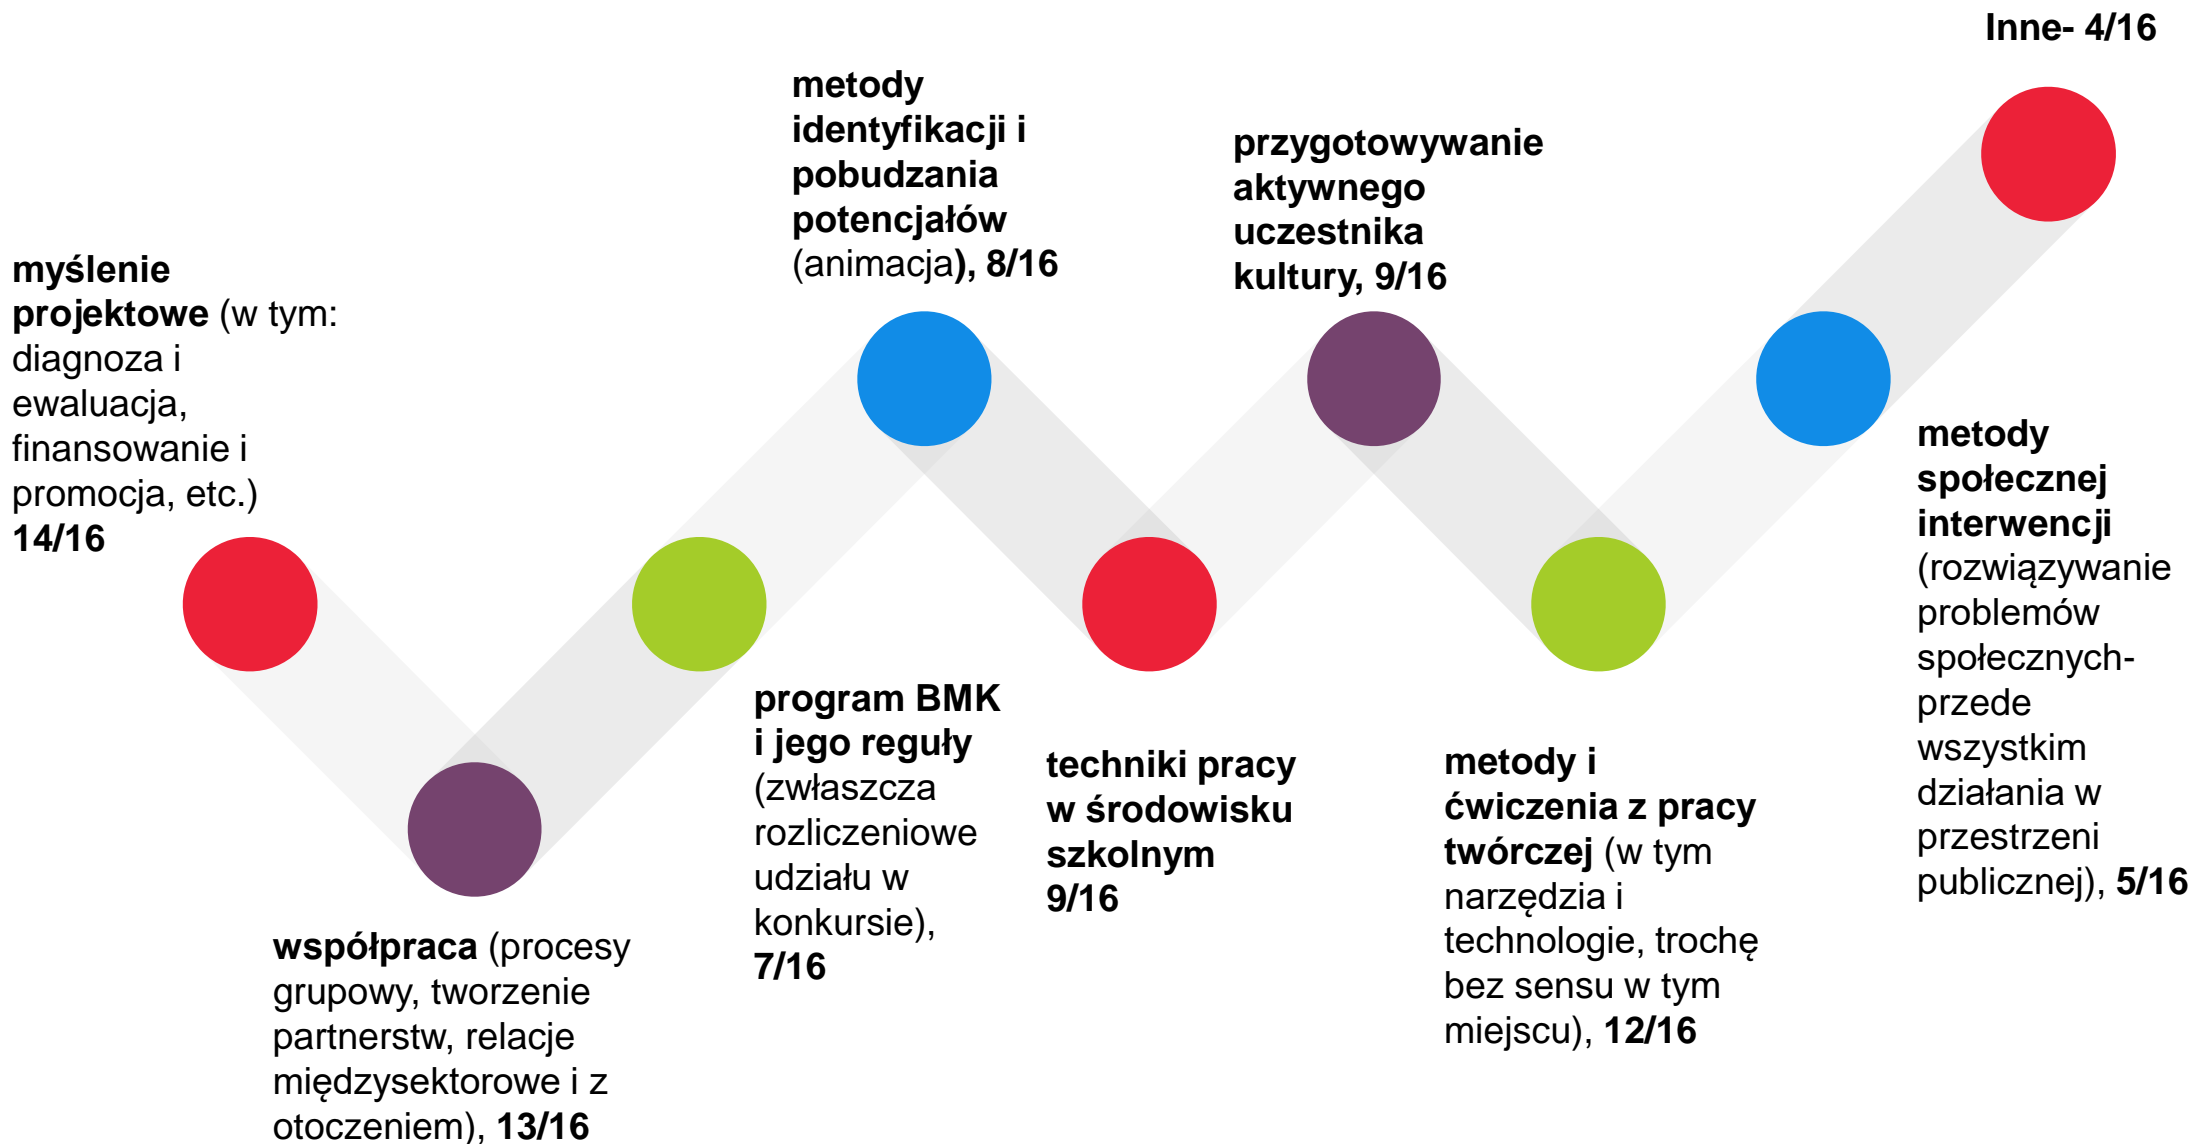 myślenie
projektowe (w tym:
diagnoza i
ewaluacja,
finansowanie i
promocja, etc.)
14/16
współpraca (procesy
grupowy, tworzenie
partnerstw, relacje
międzysektorowe i z
otoczeniem), 13/16
program BMK
i jego reguły
(zwłaszcza
rozliczeniowe
udziału w
konkursie),
7/16
metody
identyfikacji i
pobudzania
potencjałów
(animacja), 8/16
techniki pracy
w środowisku
szkolnym
9/16
przygotowywanie
aktywnego
uczestnika
kultury, 9/16
metody i
ćwiczenia z pracy
twórczej (w tym
narzędzia i
technologie, trochę
bez sensu w tym
miejscu), 12/16
metody
społecznej
interwencji
(rozwiązywanie
problemów
społecznych-
przede
wszystkim
działania w
przestrzeni
publicznej), 5/16
Inne- 4/16